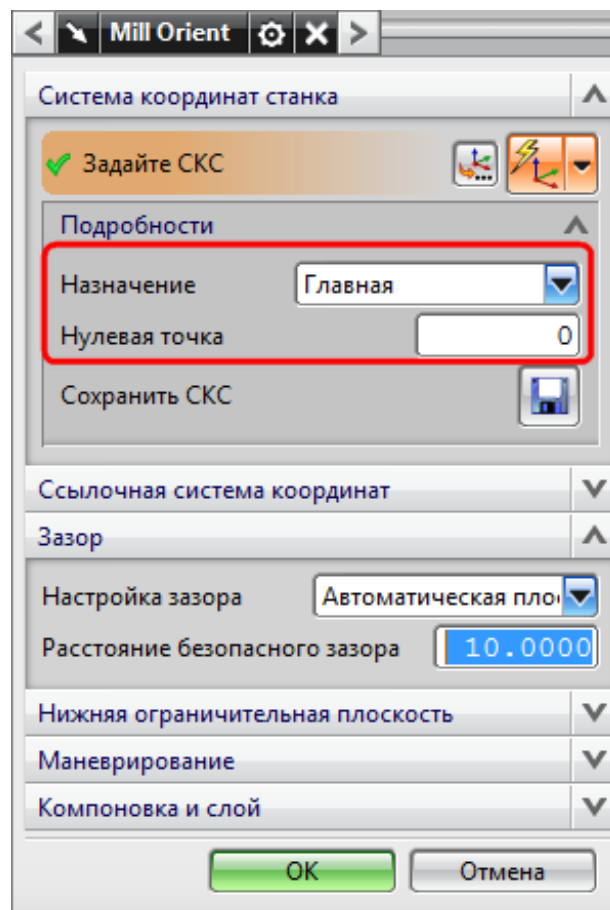 Mill Orient
Система координат станка
Задайте СКС
Подробности
Назначение Главная
Нулевая точка 0
Сохранить СКС
Ссылочная система координат
Зазор
Настройка зазора Автоматическая пло
Расстояние безопасного зазора 10.0000
Нижняя ограничительная плоскость
Маневрирование
Компоновка и слой
OK Отмена